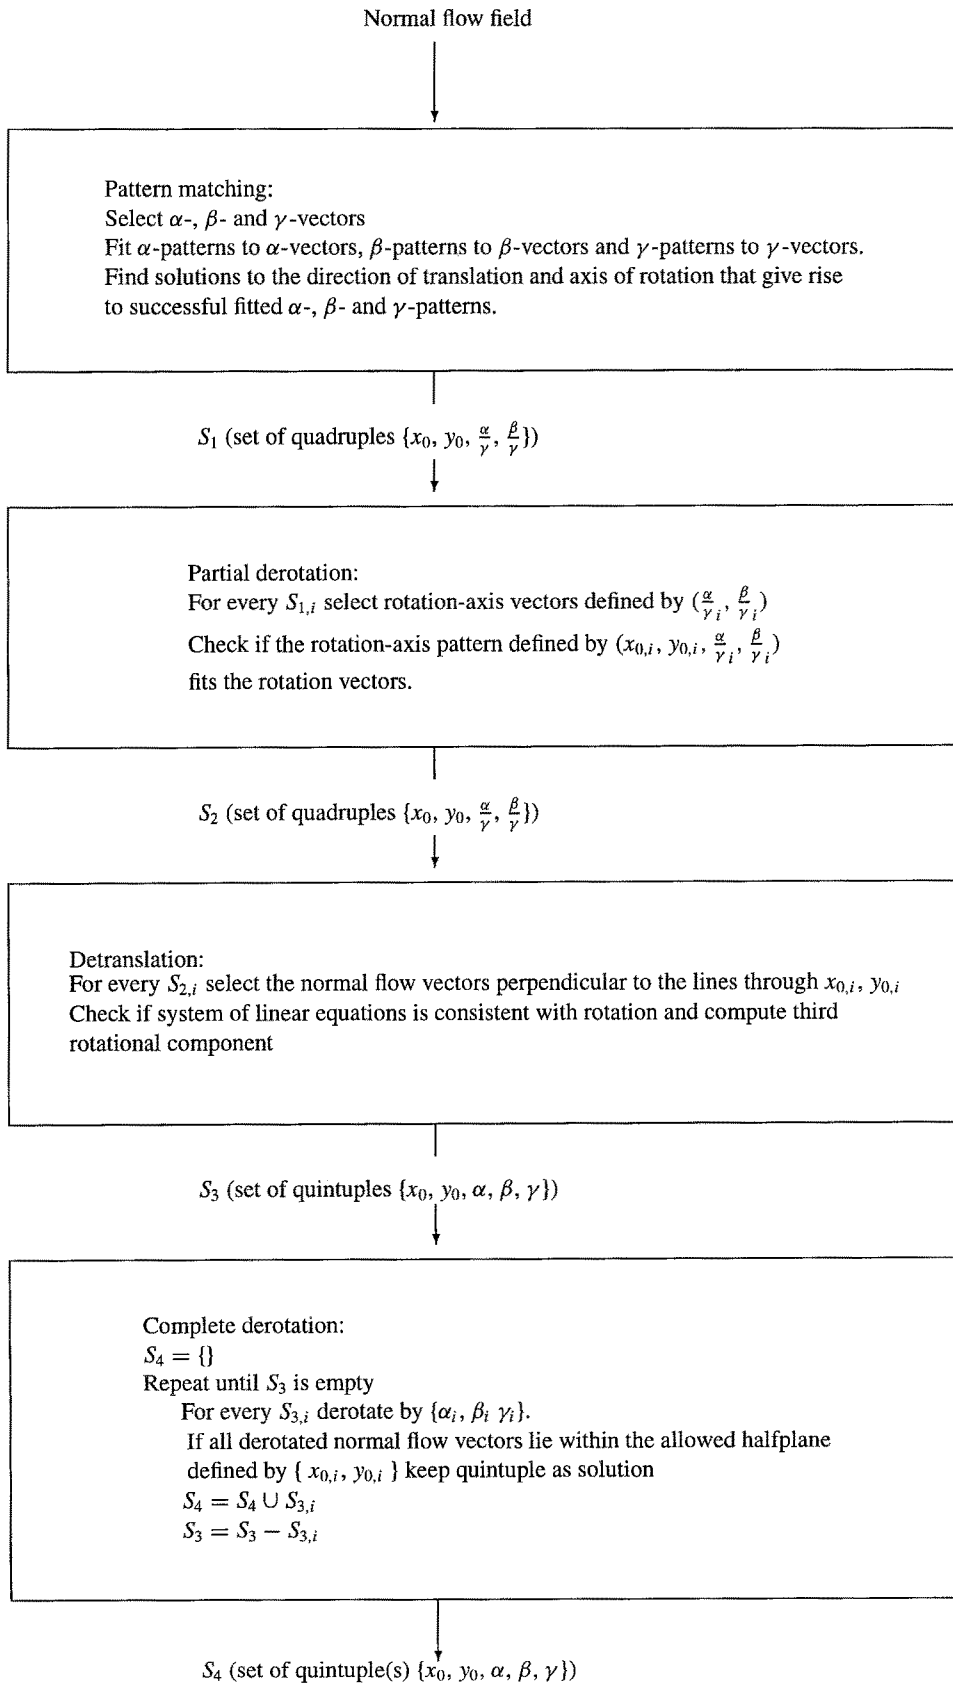 Normal flow field
Pattern matching:
Select α-, β- and γ-vectors
Fit α-patterns to α-vectors, β-patterns to β-vectors and γ-patterns to γ-vectors.
Find solutions to the direction of translation and axis of rotation that give rise
to successful fitted α-, β- and γ-patterns.
S₁ (set of quadruples {x₀, y₀, α/γ, β/γ})
Partial derotation:
For every S₁,ᵢ select rotation-axis vectors defined by (α/γ ᵢ, β/γ ᵢ)
Check if the rotation-axis pattern defined by (x₀,ᵢ, y₀,ᵢ, α/γ ᵢ, β/γ ᵢ)
fits the rotation vectors.
S₂ (set of quadruples {x₀, y₀, α/γ, β/γ})
Detranslation:
For every S₂,ᵢ select the normal flow vectors perpendicular to the lines through x₀,ᵢ, y₀,ᵢ
Check if system of linear equations is consistent with rotation and compute third
rotational component
S₃ (set of quintuples {x₀, y₀, α, β, γ})
Complete derotation:
S₄ = {}
Repeat until S₃ is empty
For every S₃,ᵢ derotate by {αᵢ, βᵢ γᵢ}.
If all derotated normal flow vectors lie within the allowed halfplane
defined by { x₀,ᵢ, y₀,ᵢ } keep quintuple as solution
S₄ = S₄ ∪ S₃,ᵢ
S₃ = S₃ − S₃,ᵢ
S₄ (set of quintuple(s) {x₀, y₀, α, β, γ})